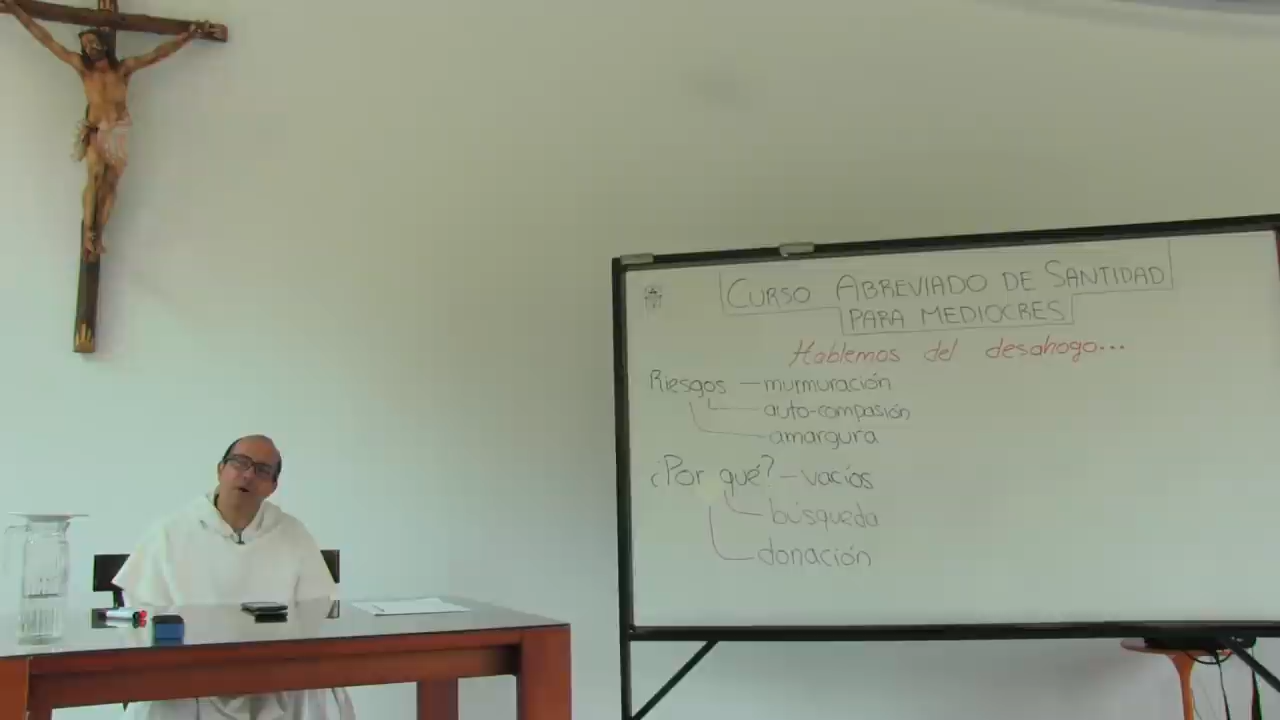 CURSO ABREVIADO DE SANTIDAD
PARA MEDIOCRES
Hablemos del desahogo...
Riesgos - murmuración
auto-compasión
amargura
¿Por qué? - vacíos
búsqueda
donación